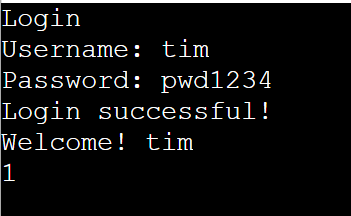 Login
Username: tim
Password: pwd1234
Login successful!
Welcome! tim
1